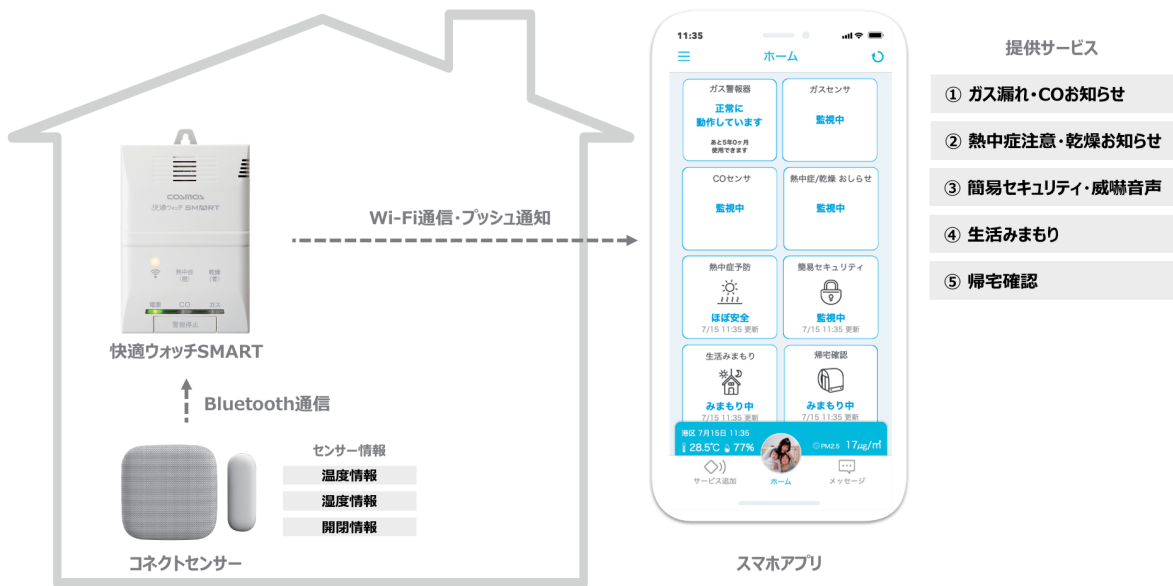 COSMOS
快適ウォッチ SMART
熱中症
(橙)
乾燥
(青)
電源
CO
ガス
警報停止
快適ウォッチSMART
Bluetooth通信
センサー情報
温度情報
湿度情報
開閉情報
コネクトセンサー
Wi-Fi通信・プッシュ通知
11:35
ホーム
ガス警報器
正常に
動作しています
あと5年0ヶ月
使用できます
ガスセンサ
監視中
COセンサ
監視中
熱中症/乾燥 おしらせ
監視中
熱中症予防
ほぼ安全
7/15 11:35 更新
簡易セキュリティ
監視中
7/15 11:35 更新
生活みまもり
みまもり中
7/15 11:35 更新
帰宅確認
みまもり中
7/15 11:35 更新
港区 7月15日 11:35
28.5℃ 77%
PM2.5 17μg/㎥
サービス追加
ホーム
メッセージ
スマホアプリ
提供サービス
① ガス漏れ・COお知らせ
② 熱中症注意・乾燥お知らせ
③ 簡易セキュリティ・威嚇音声
④ 生活みまもり
⑤ 帰宅確認